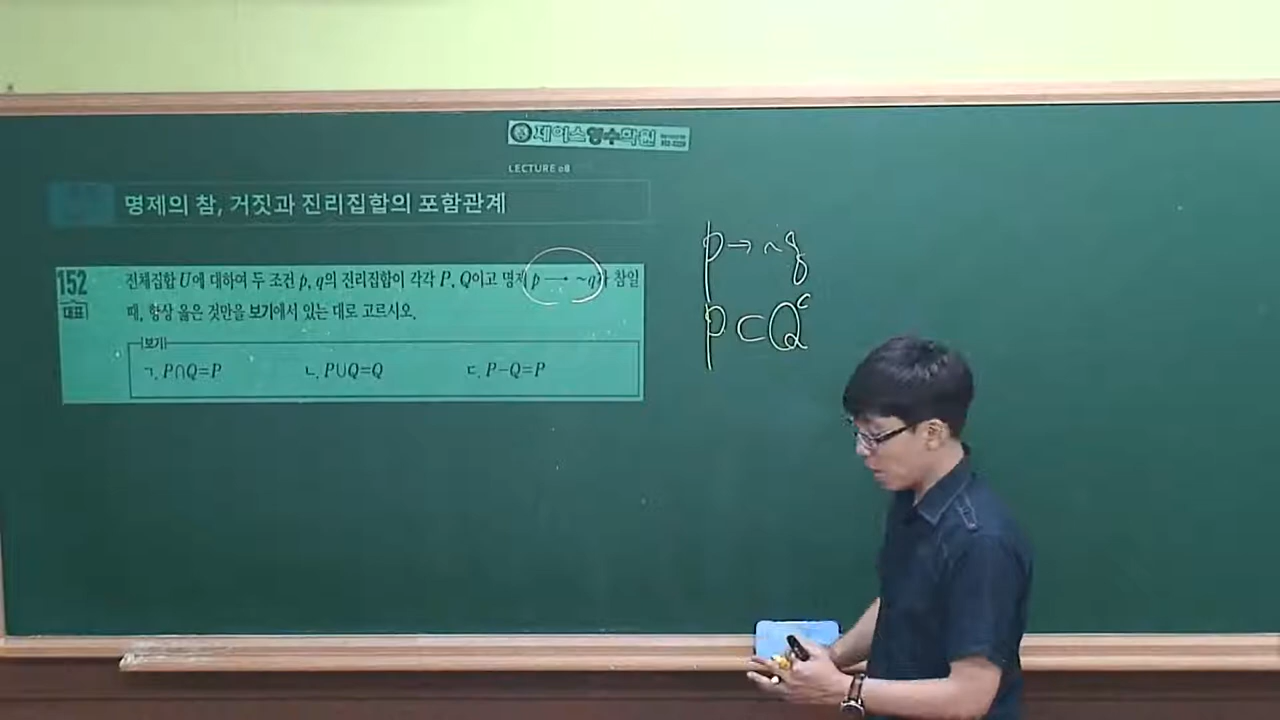 제이스영수학원
LECTURE 08
명제의 참, 거짓과 진리집합의 포함관계
152
대표
전체집합 U에 대하여 두 조건 p, q의 진리집합이 각각 P, Q이고 명제 p → ~q가 참일
때, 항상 옳은 것만을 보기에서 있는 대로 고르시오.
보기
ㄱ. P∩Q=P
ㄴ. P∪Q=Q
ㄷ. P-Q=P
p → ~q
P ⊂ Qᶜ